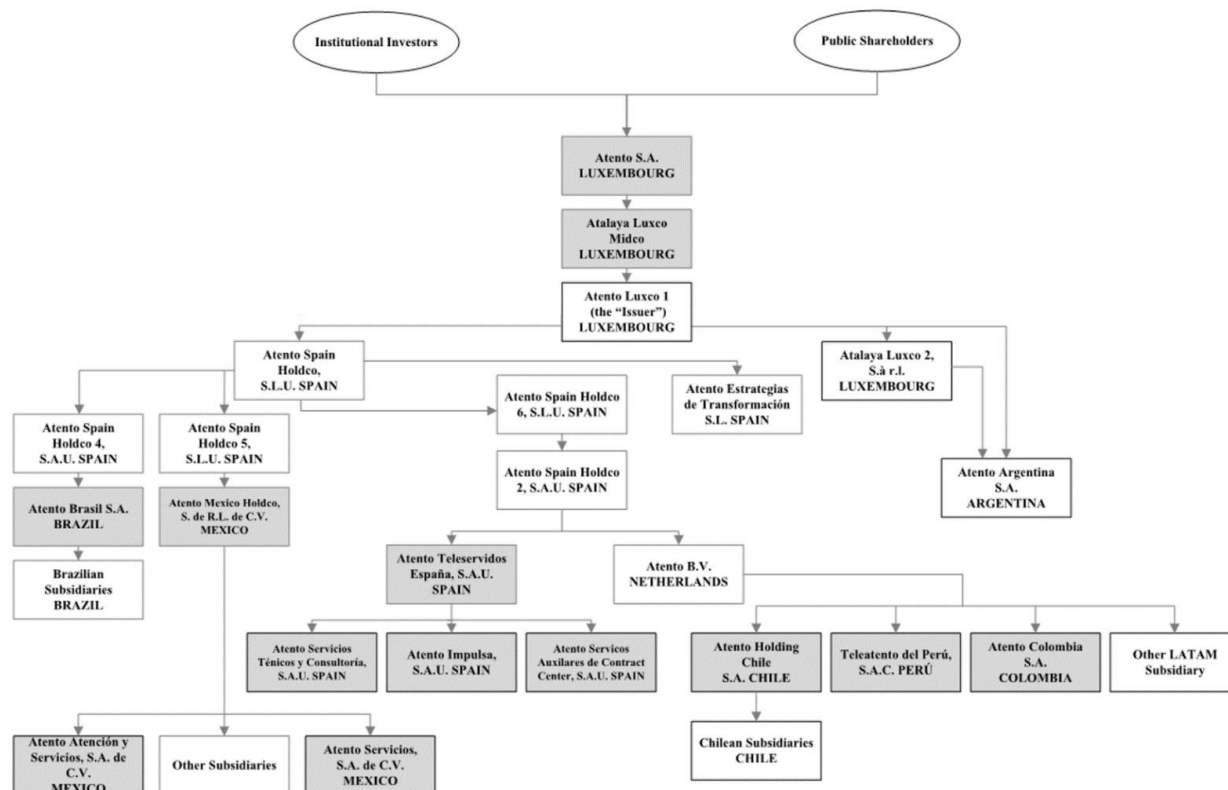 Institutional Investors
Public Shareholders
Atento S.A.
LUXEMBOURG
Atalaya Luxco
Midco
LUXEMBOURG
Atento Luxco 1
(the “Issuer”)
LUXEMBOURG
Atento Spain
Holdco,
S.L.U. SPAIN
Atalaya Luxco 2,
S.à r.l.
LUXEMBOURG
Atento Spain Holdco
6, S.L.U. SPAIN
Atento Estrategias
de Transformación
S.L. SPAIN
Atento Spain
Holdco 4,
S.A.U. SPAIN
Atento Spain
Holdco 5,
S.L.U. SPAIN
Atento Spain Holdco
2, S.A.U. SPAIN
Atento Argentina
S.A.
ARGENTINA
Atento Brasil S.A.
BRAZIL
Atento Mexico Holdco,
S. de R.L. de C.V.
MEXICO
Atento Teleservidos
España, S.A.U.
SPAIN
Atento B.V.
NETHERLANDS
Brazilian
Subsidiaries
BRAZIL
Atento Servicios
Ténicos y Consultoría,
S.A.U. SPAIN
Atento Impulsa,
S.A.U. SPAIN
Atento Servicos
Auxilares de Contract
Center, S.A.U. SPAIN
Atento Holding
Chile
S.A. CHILE
Teleatento del Perú,
S.A.C. PERÚ
Atento Colombia
S.A.
COLOMBIA
Other LATAM
Subsidiary
Chilean Subsidiaries
CHILE
Atento Atención y
Servicios, S.A. de
C.V.
MEXICO
Other Subsidiaries
Atento Servicios,
S.A. de C.V.
MEXICO